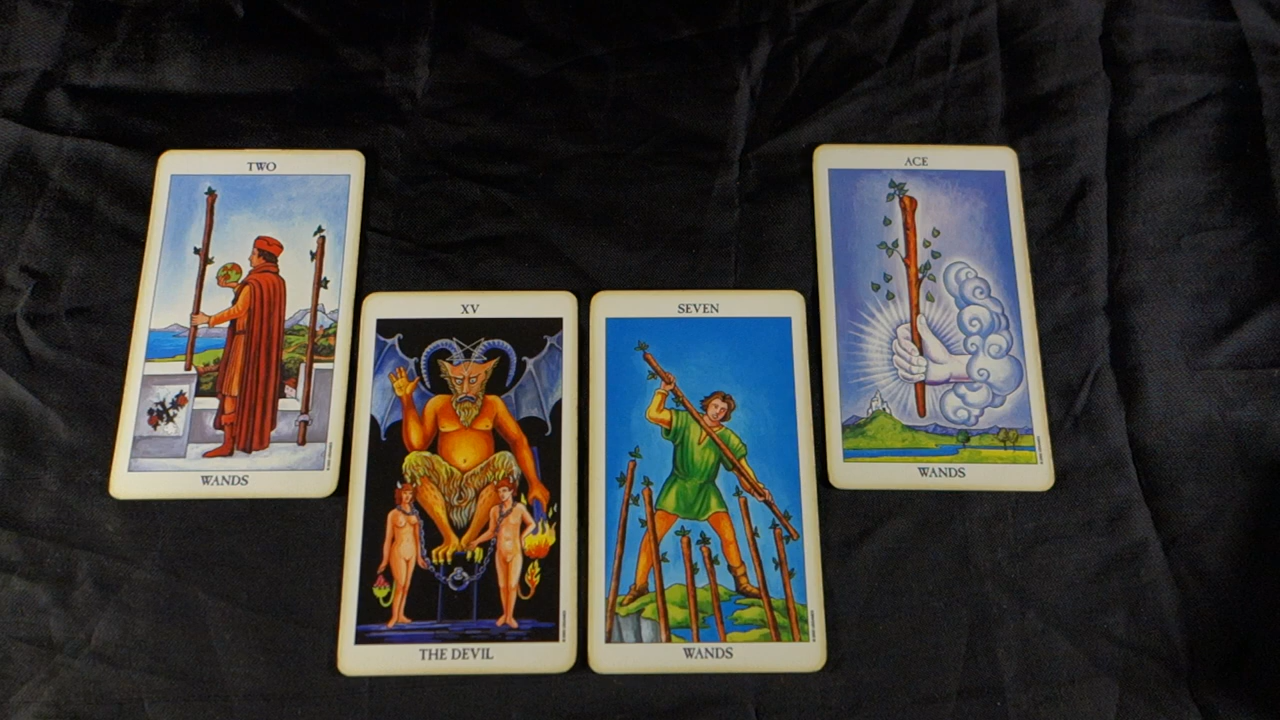 TWO
WANDS
XV
THE DEVIL
SEVEN
WANDS
ACE
WANDS